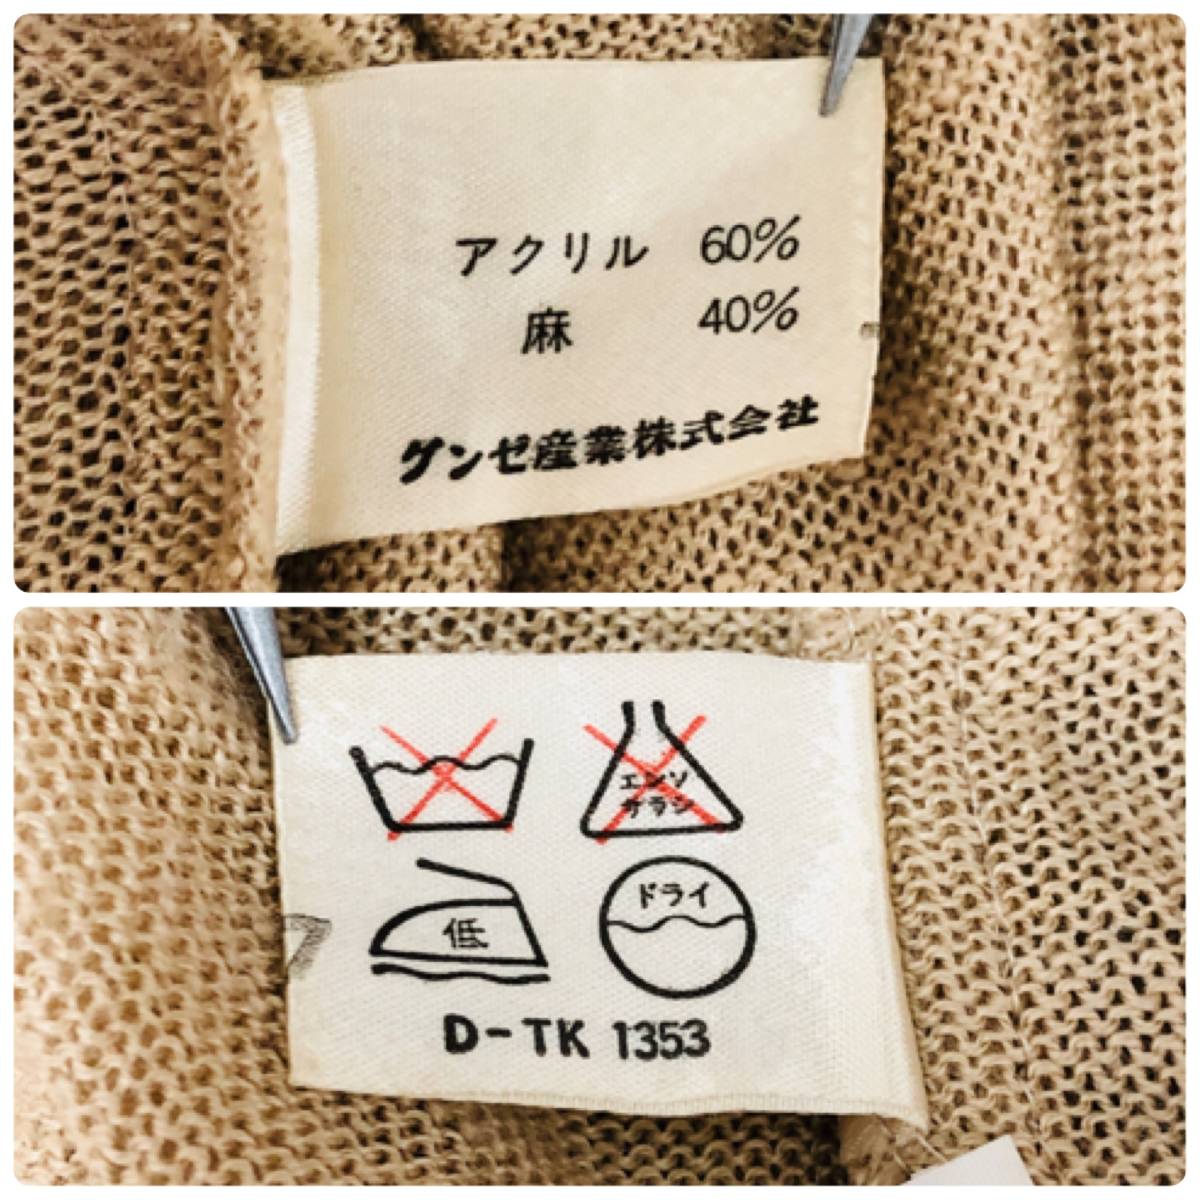 アクリル 60%
麻 40%
グンゼ産業株式会社
エンソ
サラシ
低
ドライ
D-TK 1353